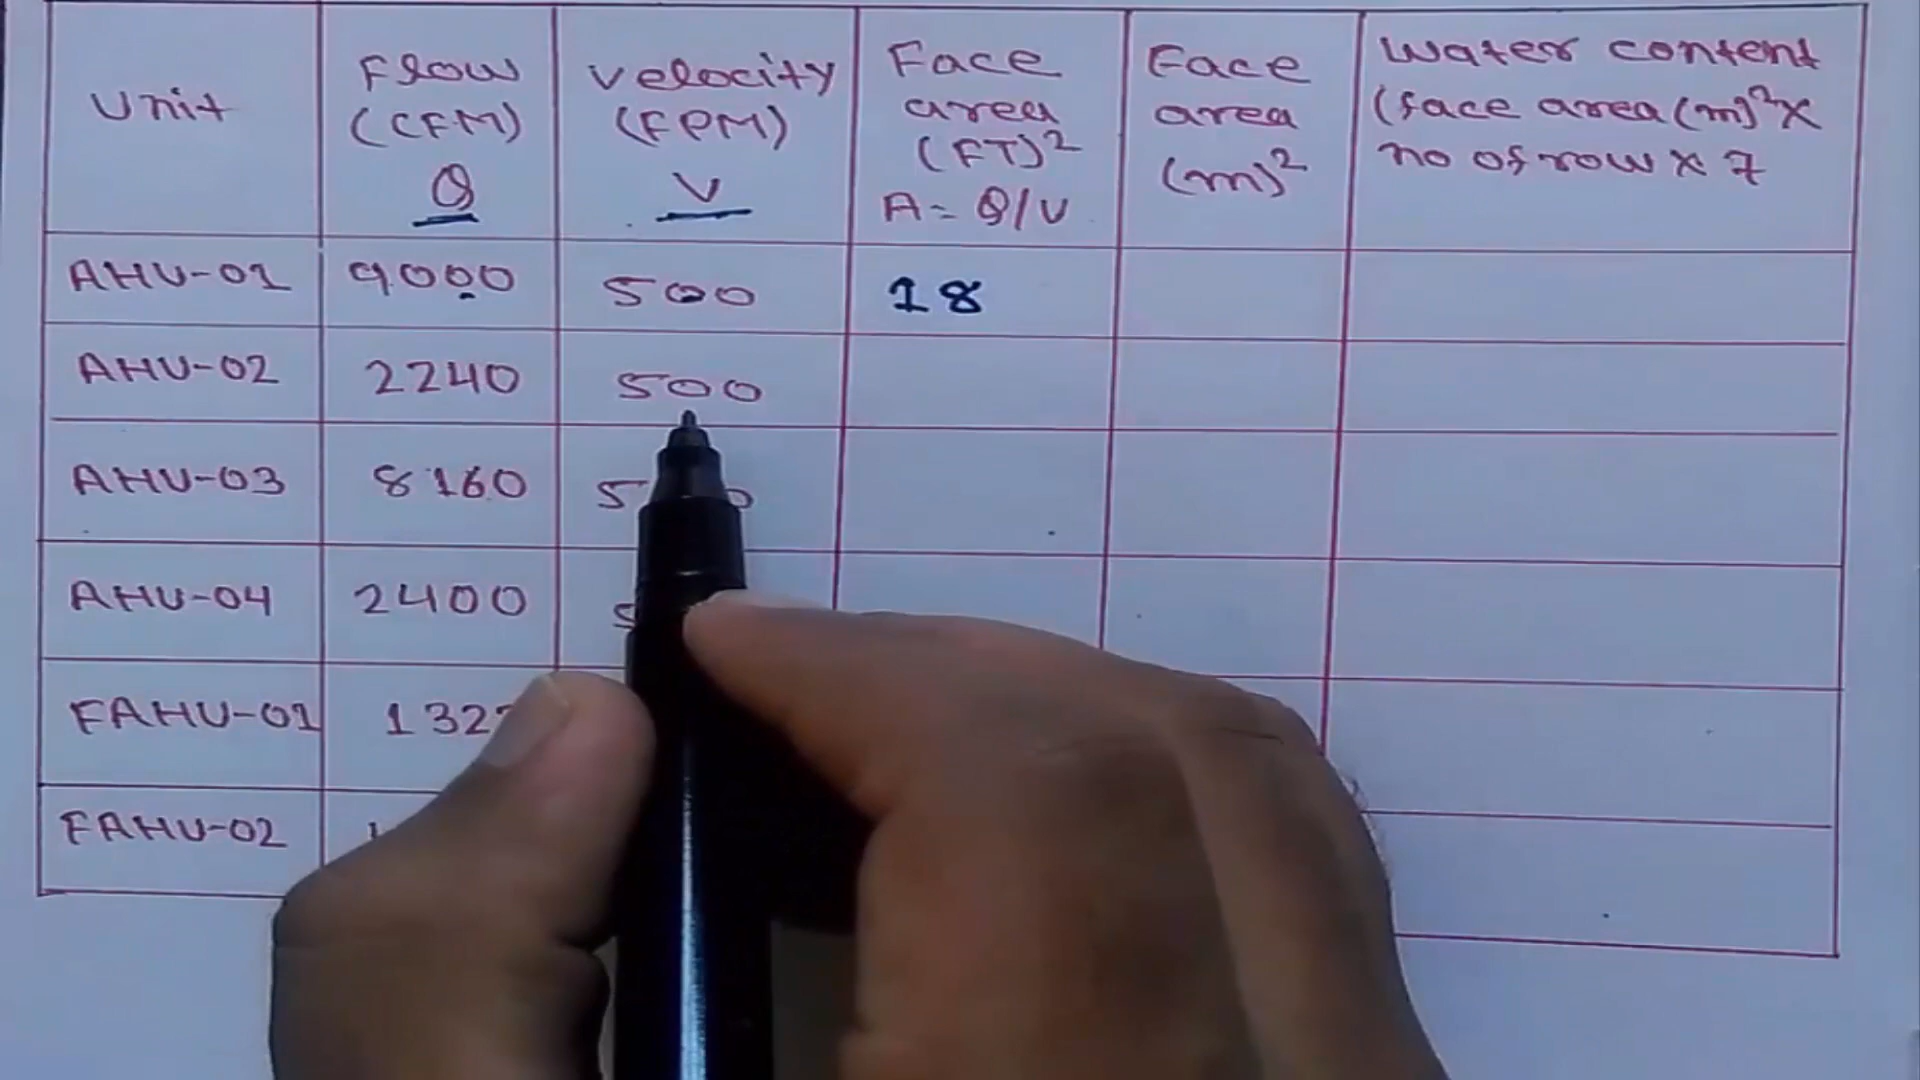 Unit
Flow
(CFM)
Q
Velocity
(FPM)
V
Face
area
(FT)²
A = Q/V
Face
area
(m)²
Water content
(face area (m)² x
no of row x 7
AHU-01 9000 500 18
AHU-02 2240 500
AHU-03 8160
AHU-04 2400
FAHU-01
FAHU-02